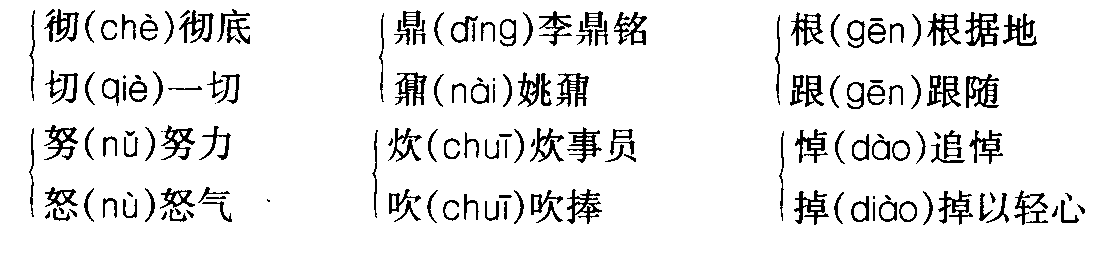 彻(chè)彻底 鼎(dǐng)李鼎铭 根(gēn)根据地
切(qiè)一切 鼐(nài)姚鼐 跟(gēn)跟随
努(nǔ)努力 炊(chuī)炊事员 悼(dào)追悼
怒(nù)怒气 吹(chuī)吹捧 掉(diào)掉以轻心